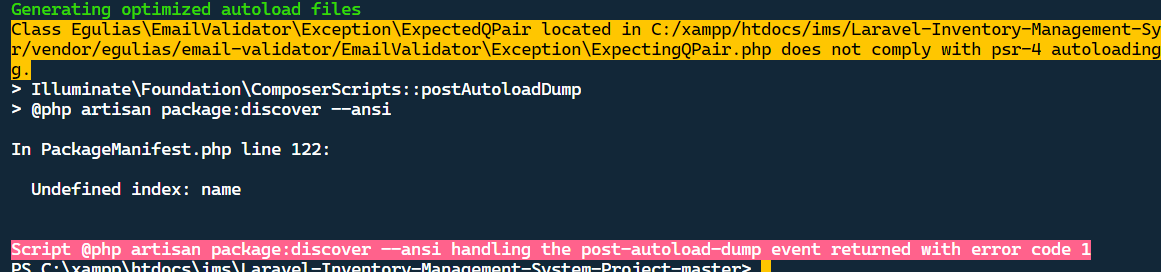 Generating optimized autoload files
Class Egulias\EmailValidator\Exception\ExpectedQPair located in C:/xampp/htdocs/ims/Laravel-Inventory-Management-Sy
r/vendor/egulias/email-validator/EmailValidator\Exception\ExpectingQPair.php does not comply with psr-4 autoloading
g.
> Illuminate\Foundation\ComposerScripts::postAutoloadDump
> @php artisan package:discover --ansi
In PackageManifest.php line 122:
Undefined index: name
Script @php artisan package:discover --ansi handling the post-autoload-dump event returned with error code 1
PS C:\xampp\htdocs\ims\Laravel-Inventory-Management-System-Project-master>